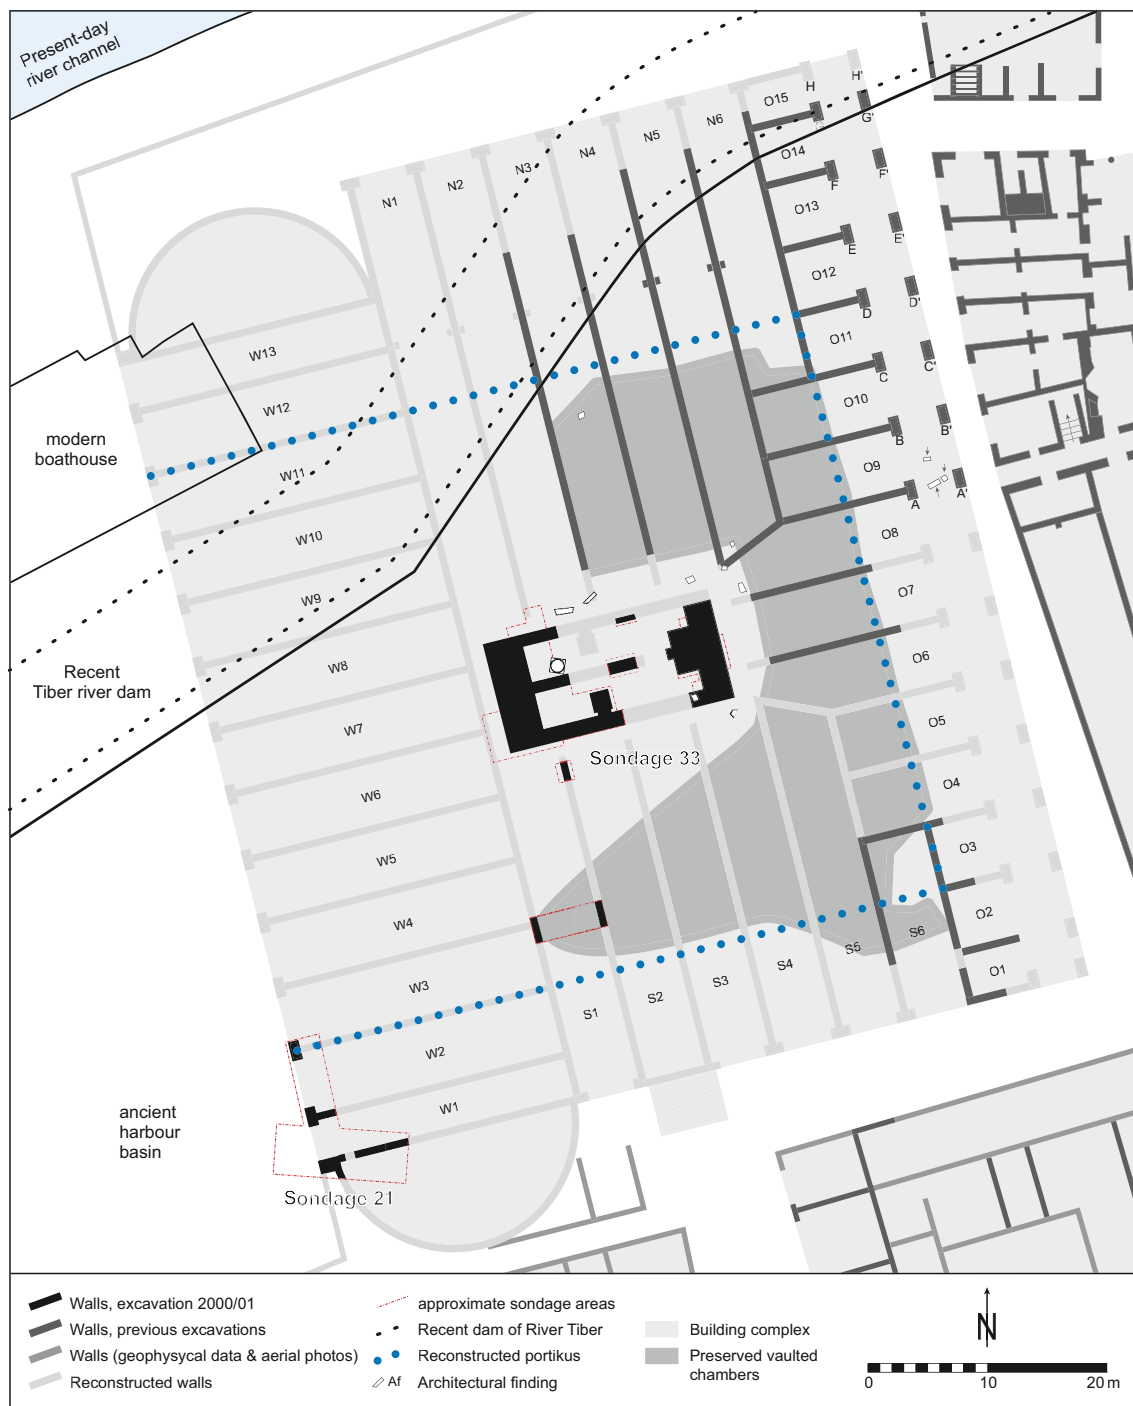 Present-day
river channel
N1
N2
N3
N4
N5
N6
O15
H
H'
G'
O14
F
F'
O13
E
E'
O12
D
D'
O11
C
C'
O10
B
B'
O9
A
A'
O8
O7
O6
O5
O4
O3
O2
O1
W13
W12
W11
W10
W9
W8
W7
W6
W5
W4
W3
W2
W1
S1
S2
S3
S4
S5
S6
modern
boathouse
Recent
Tiber river dam
Sondage 33
ancient
harbour
basin
Sondage 21
Walls, excavation 2000/01
Walls, previous excavations
Walls (geophysycal data & aerial photos)
Reconstructed walls
approximate sondage areas
Recent dam of River Tiber
Reconstructed portikus
Af Architectural finding
Building complex
Preserved vaulted
chambers
N
0 10 20 m